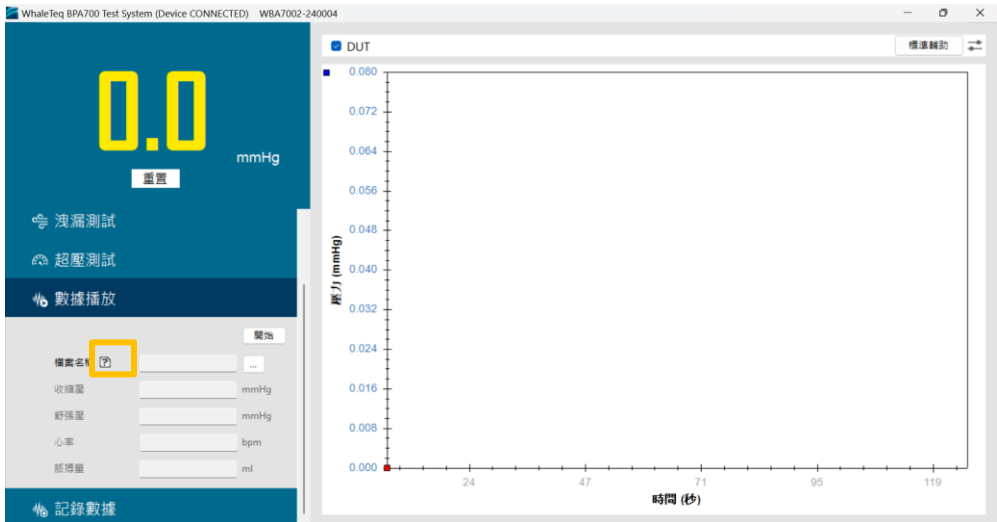 WhaleTeq BPA700 Test System (Device CONNECTED) WBA7002-240004
0.0
mmHg
重置
洩漏測試
超壓測試
數據播放
開始
檔案名稱 [?]
...
收縮壓 mmHg
舒張壓 mmHg
心率 bpm
脈搏量 ml
記錄數據
DUT
標準輔助
0.080
0.072
0.064
0.056
0.048
0.040
0.032
0.024
0.016
0.008
0.000
壓力 (mmHg)
24 47 71 95 119
時間 (秒)